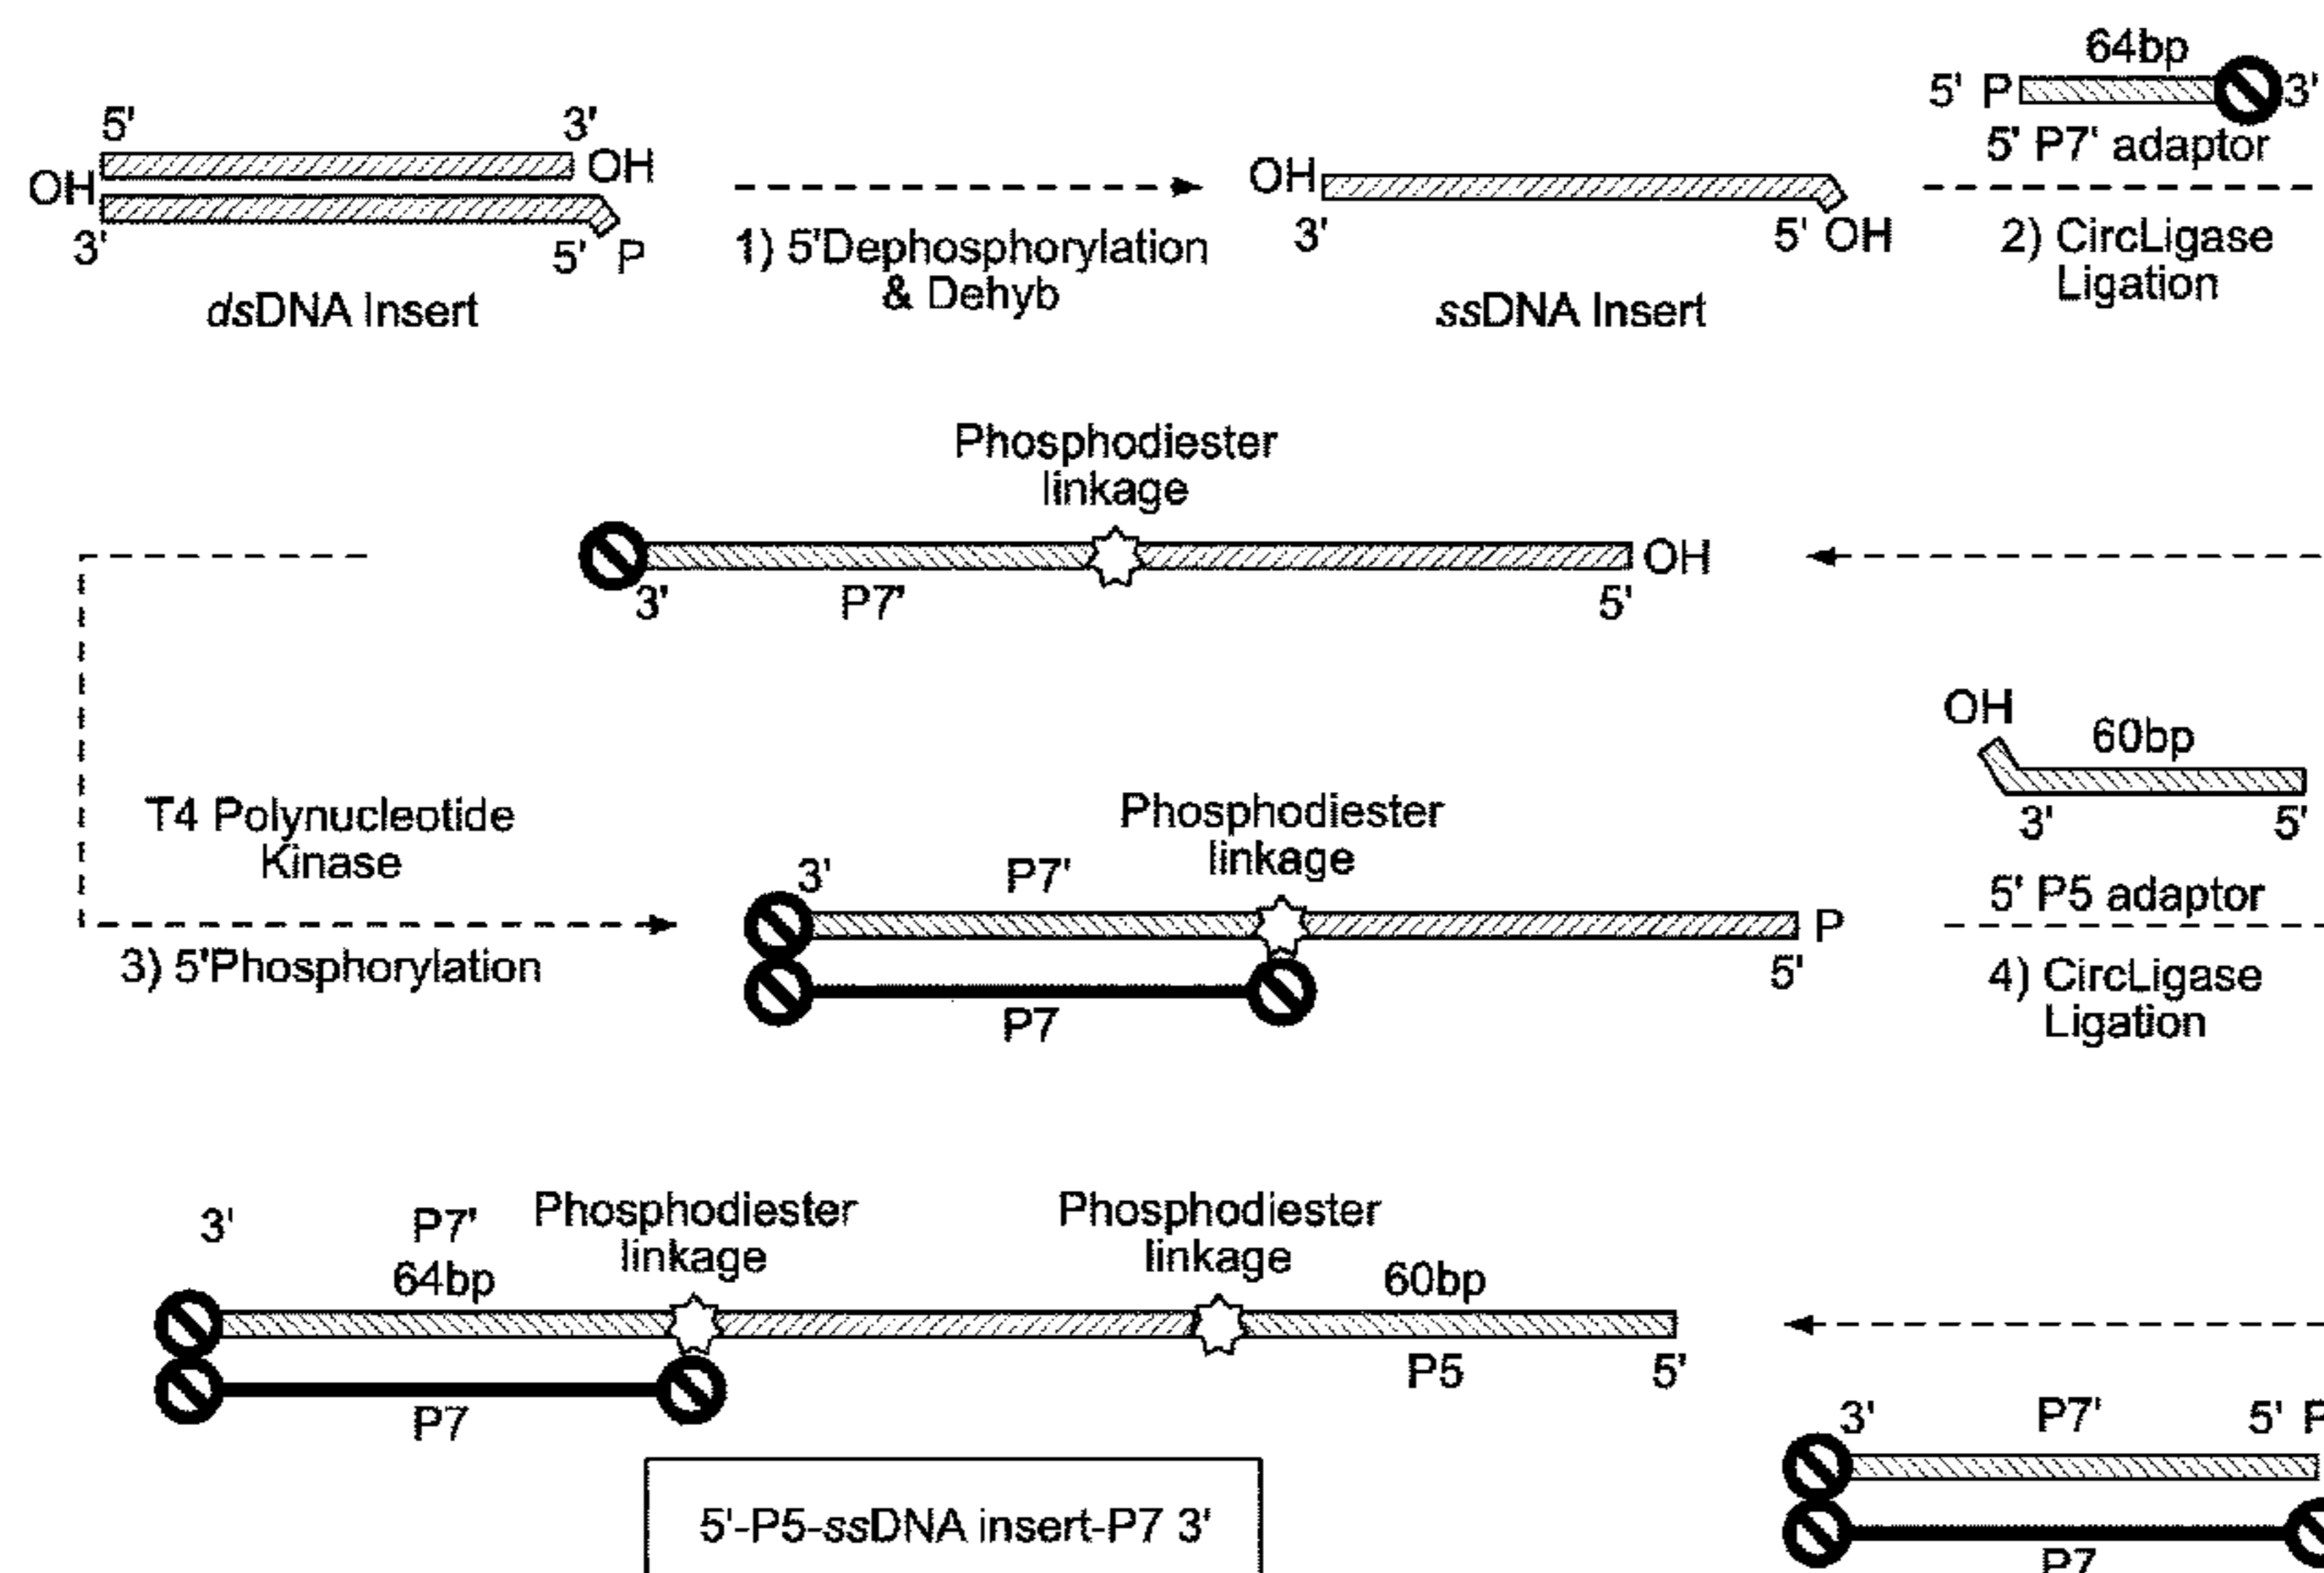 64bp
5' P 3'
5' P7' adaptor
5' 3'
OH OH
3' 5' P
dsDNA Insert
1) 5'Dephosphorylation
& Dehyb
OH
3' 5' OH
ssDNA Insert
2) CircLigase
Ligation
Phosphodiester
linkage
OH
3' P7' 5'
T4 Polynucleotide
Kinase
3) 5'Phosphorylation
Phosphodiester
linkage
3' P7'
P
5'
P7
OH
60bp
3' 5'
5' P5 adaptor
4) CircLigase
Ligation
3' P7' Phosphodiester
linkage
Phosphodiester
linkage
64bp 60bp
P5 5'
P7
3' P7' 5' P
P7
5'-P5-ssDNA insert-P7 3'